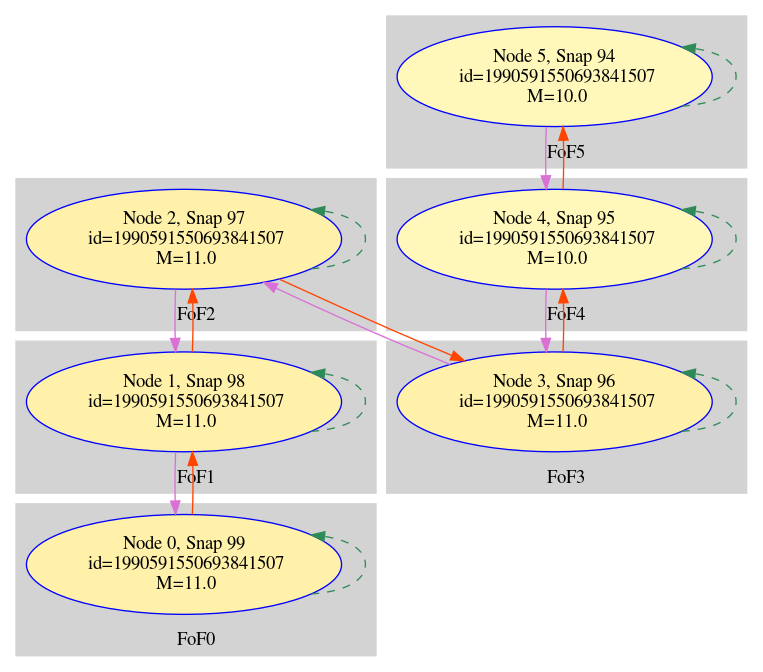 Node 5, Snap 94
id=1990591550693841507
M=10.0
FoF5
Node 2, Snap 97
id=1990591550693841507
M=11.0
FoF2
Node 4, Snap 95
id=1990591550693841507
M=10.0
FoF4
Node 1, Snap 98
id=1990591550693841507
M=11.0
FoF1
Node 3, Snap 96
id=1990591550693841507
M=11.0
FoF3
Node 0, Snap 99
id=1990591550693841507
M=11.0
FoF0